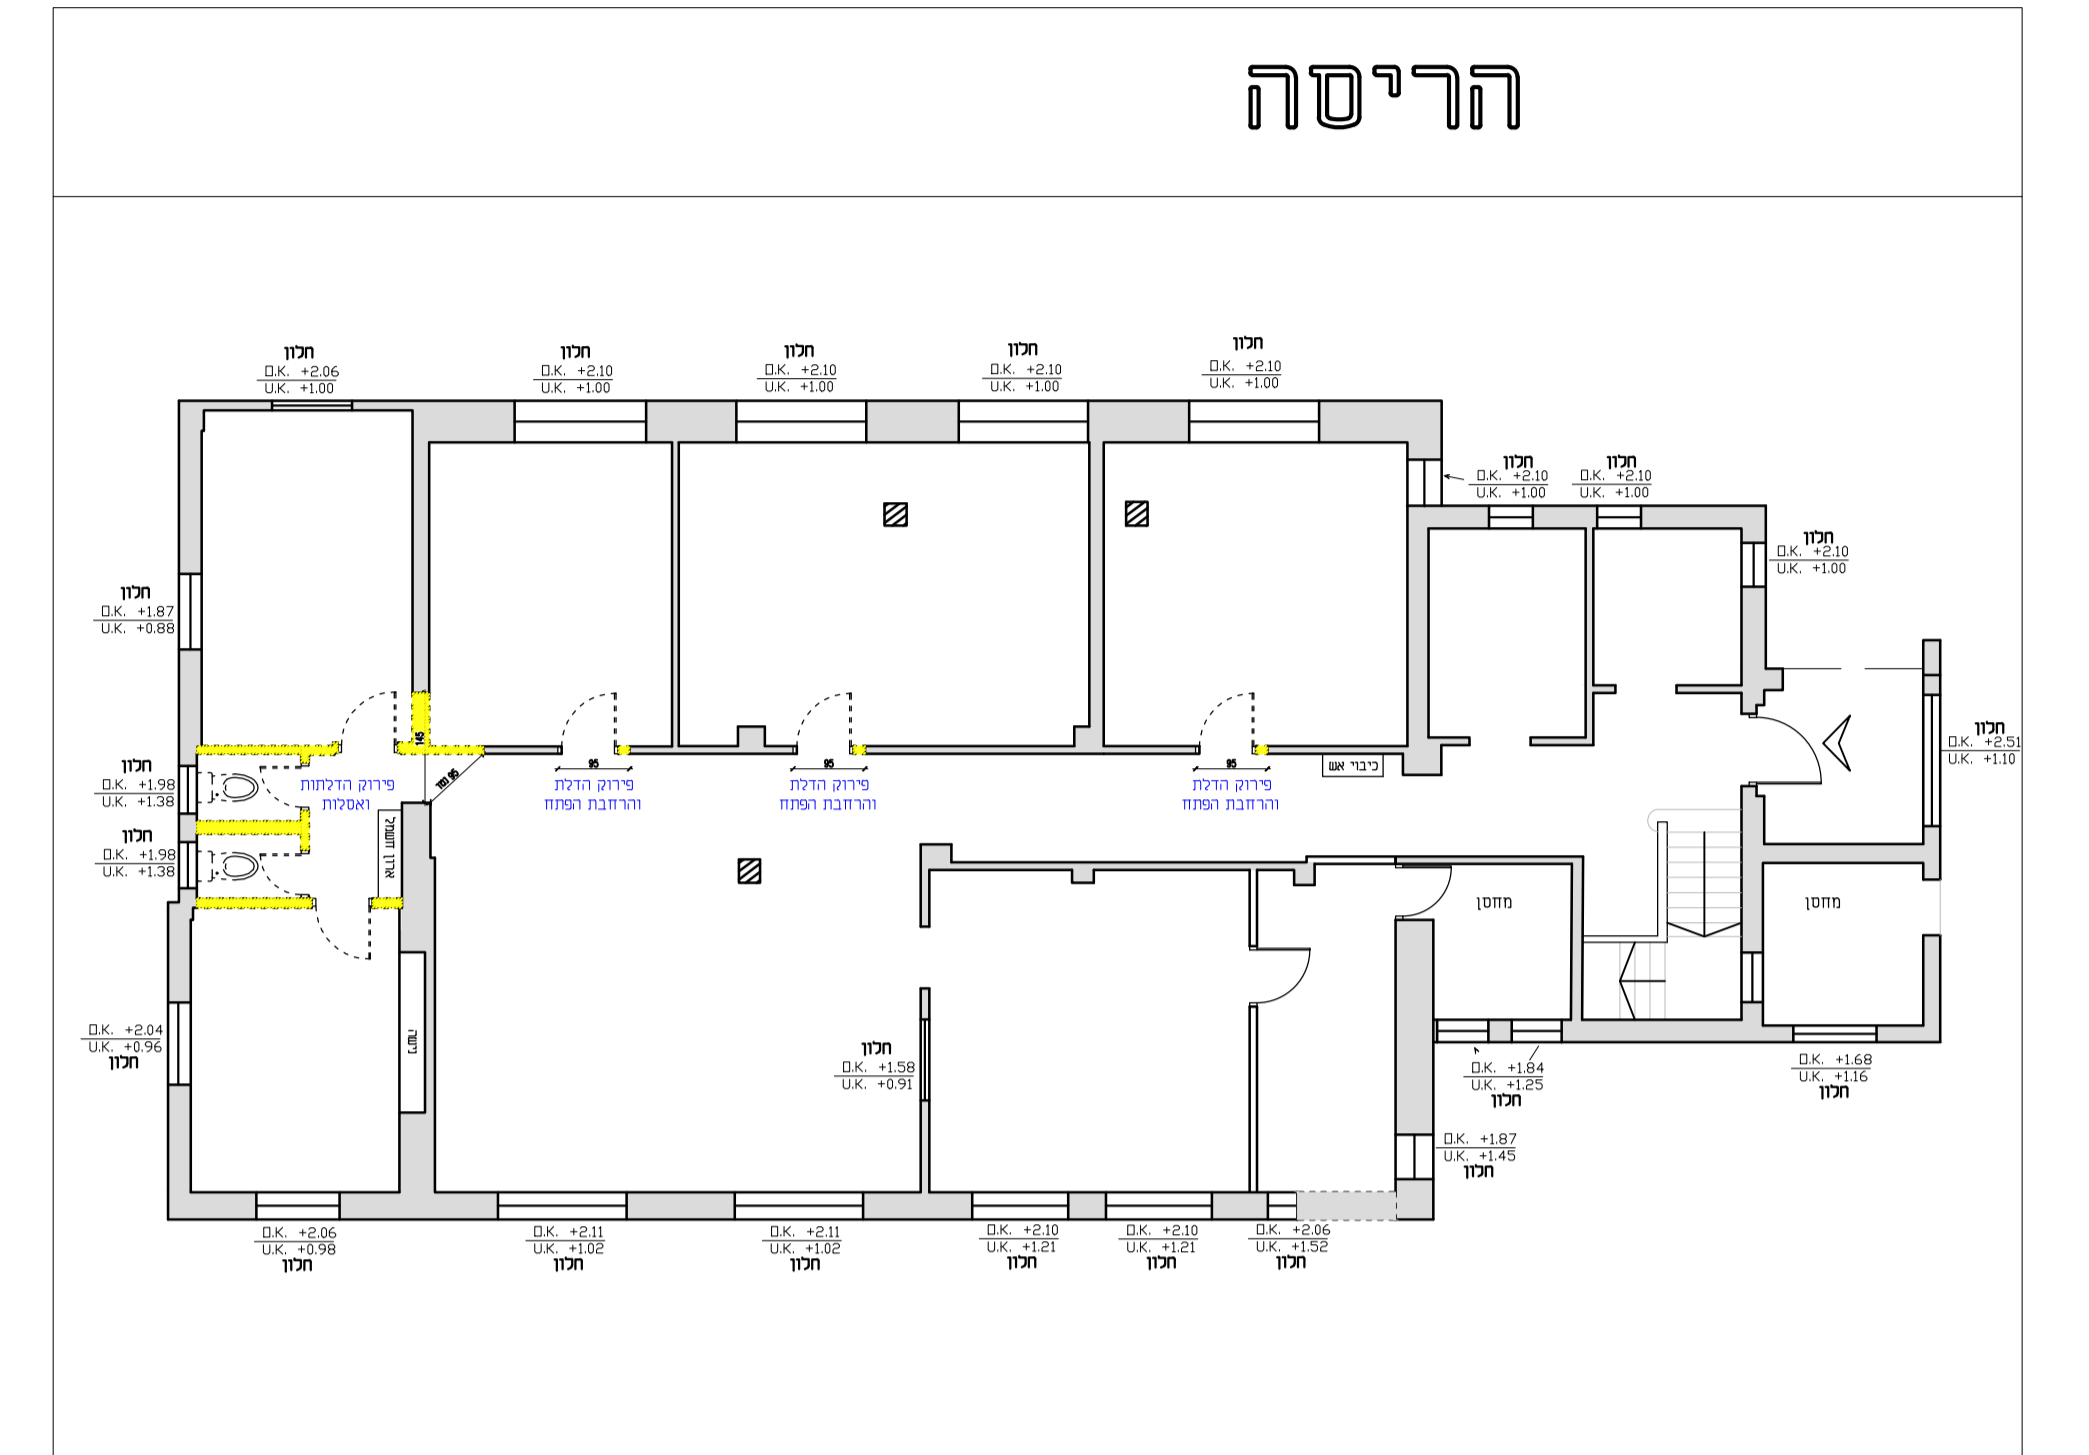 הריסה
חלון
O.K. +2.06
U.K. +1.00
חלון
O.K. +2.10
U.K. +1.00
חלון
O.K. +2.10
U.K. +1.00
חלון
O.K. +2.10
U.K. +1.00
חלון
O.K. +2.10
U.K. +1.00
חלון
O.K. +2.10
U.K. +1.00
חלון
O.K. +2.10
U.K. +1.00
חלון
O.K. +2.10
U.K. +1.00
חלון
O.K. +1.87
U.K. +0.88
חלון
O.K. +2.51
U.K. +1.10
145
95 נטו
95
95
95
כיבוי אש
חלון
O.K. +1.98
U.K. +1.38
פירוק הדלתות
ואסלות
פירוק הדלת
והרחבת הפתח
פירוק הדלת
והרחבת הפתח
פירוק הדלת
והרחבת הפתח
חלון
O.K. +1.98
U.K. +1.38
ארון חשמל
מחסן
מחסן
O.K. +2.04
U.K. +0.96
חלון
נישה
חלון
O.K. +1.58
U.K. +0.91
O.K. +1.84
U.K. +1.25
חלון
O.K. +1.68
U.K. +1.16
חלון
O.K. +1.87
U.K. +1.45
חלון
O.K. +2.06
U.K. +0.98
חלון
O.K. +2.11
U.K. +1.02
חלון
O.K. +2.11
U.K. +1.02
חלון
O.K. +2.10
U.K. +1.21
חלון
O.K. +2.10
U.K. +1.21
חלון
O.K. +2.06
U.K. +1.52
חלון